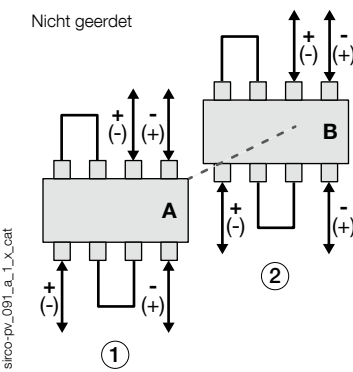 Nicht geerdet
+ -
(-) (+)
B
+ -
(-) (+)
A
+ -
(-) (+)
2
+ -
(-) (+)
1
sirco-pv_091_a_1_x_cat